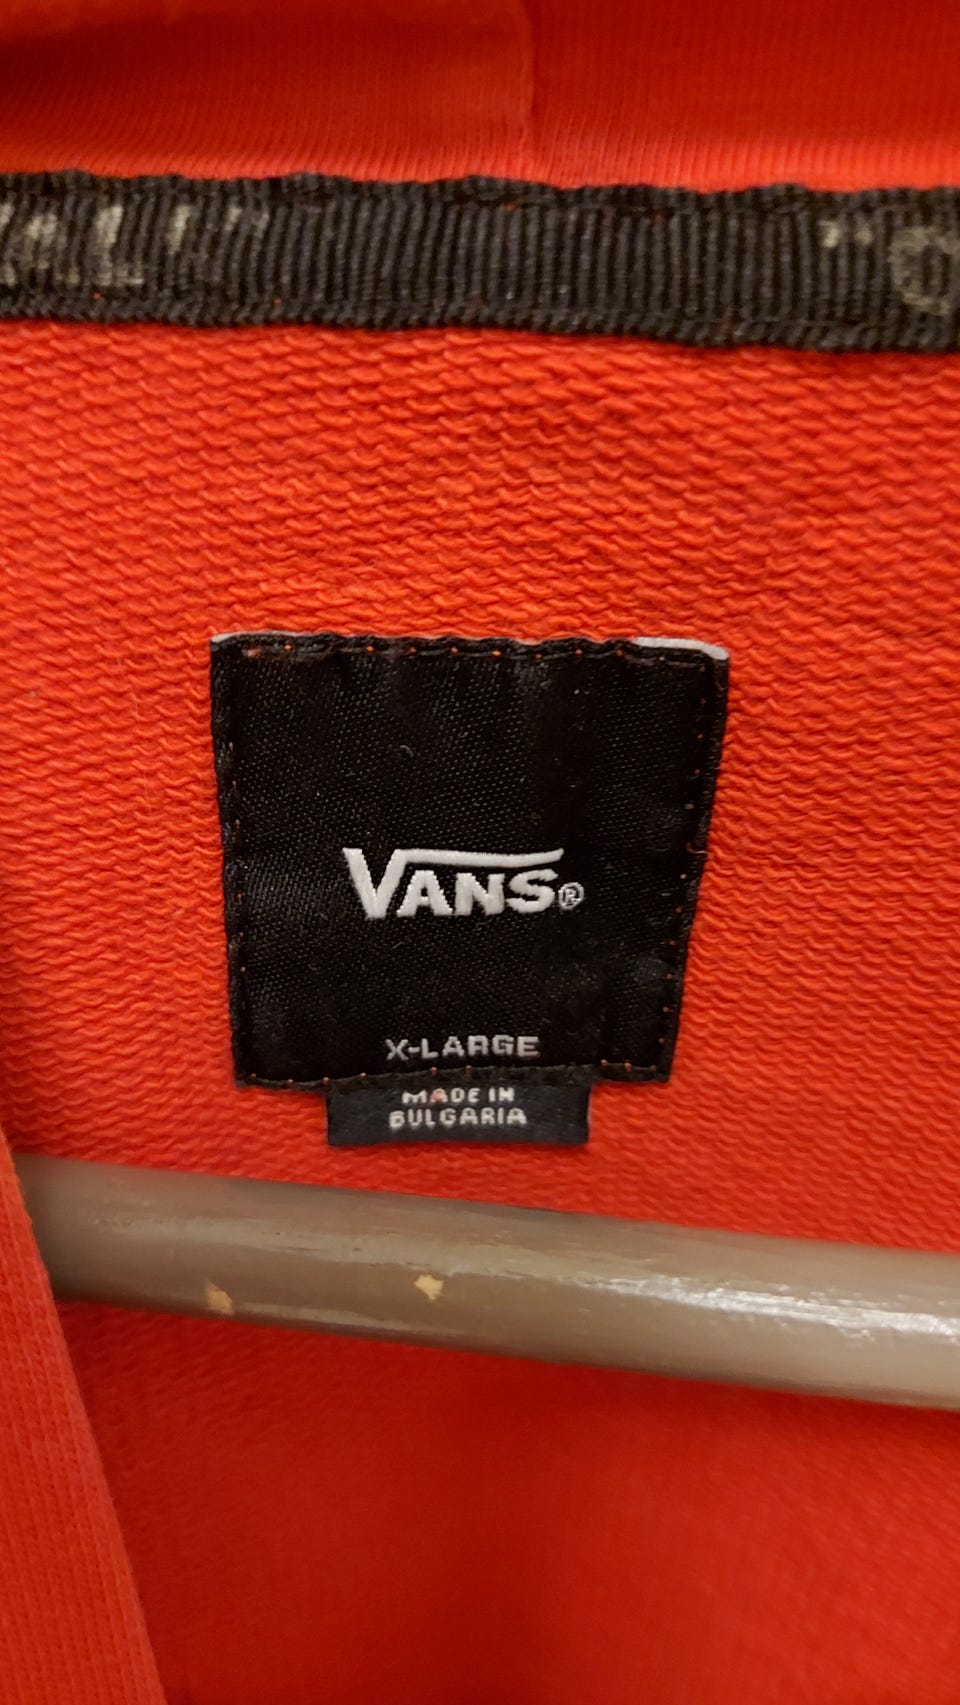 VANS®
X-LARGE
MADE IN
BULGARIA